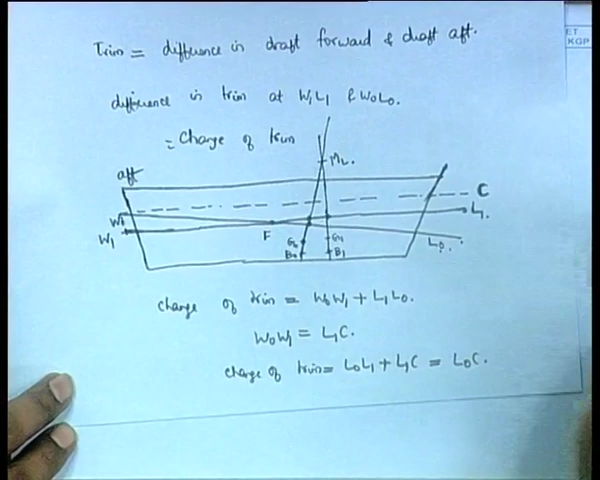 ET
KGP
Trim = difference in draft forward & draft aft.
difference in trim at W₁L₁ & W₀L₀.
= Change of trim
aft
M_L.
C
L₁.
W₀
W₁
F
G₀
G₁
B₀
B₁
L₀.
change of trim = W₀W₁ + L₁L₀.
W₀W₁ = L₁C.
change of trim = L₀L₁ + L₁C = L₀C.